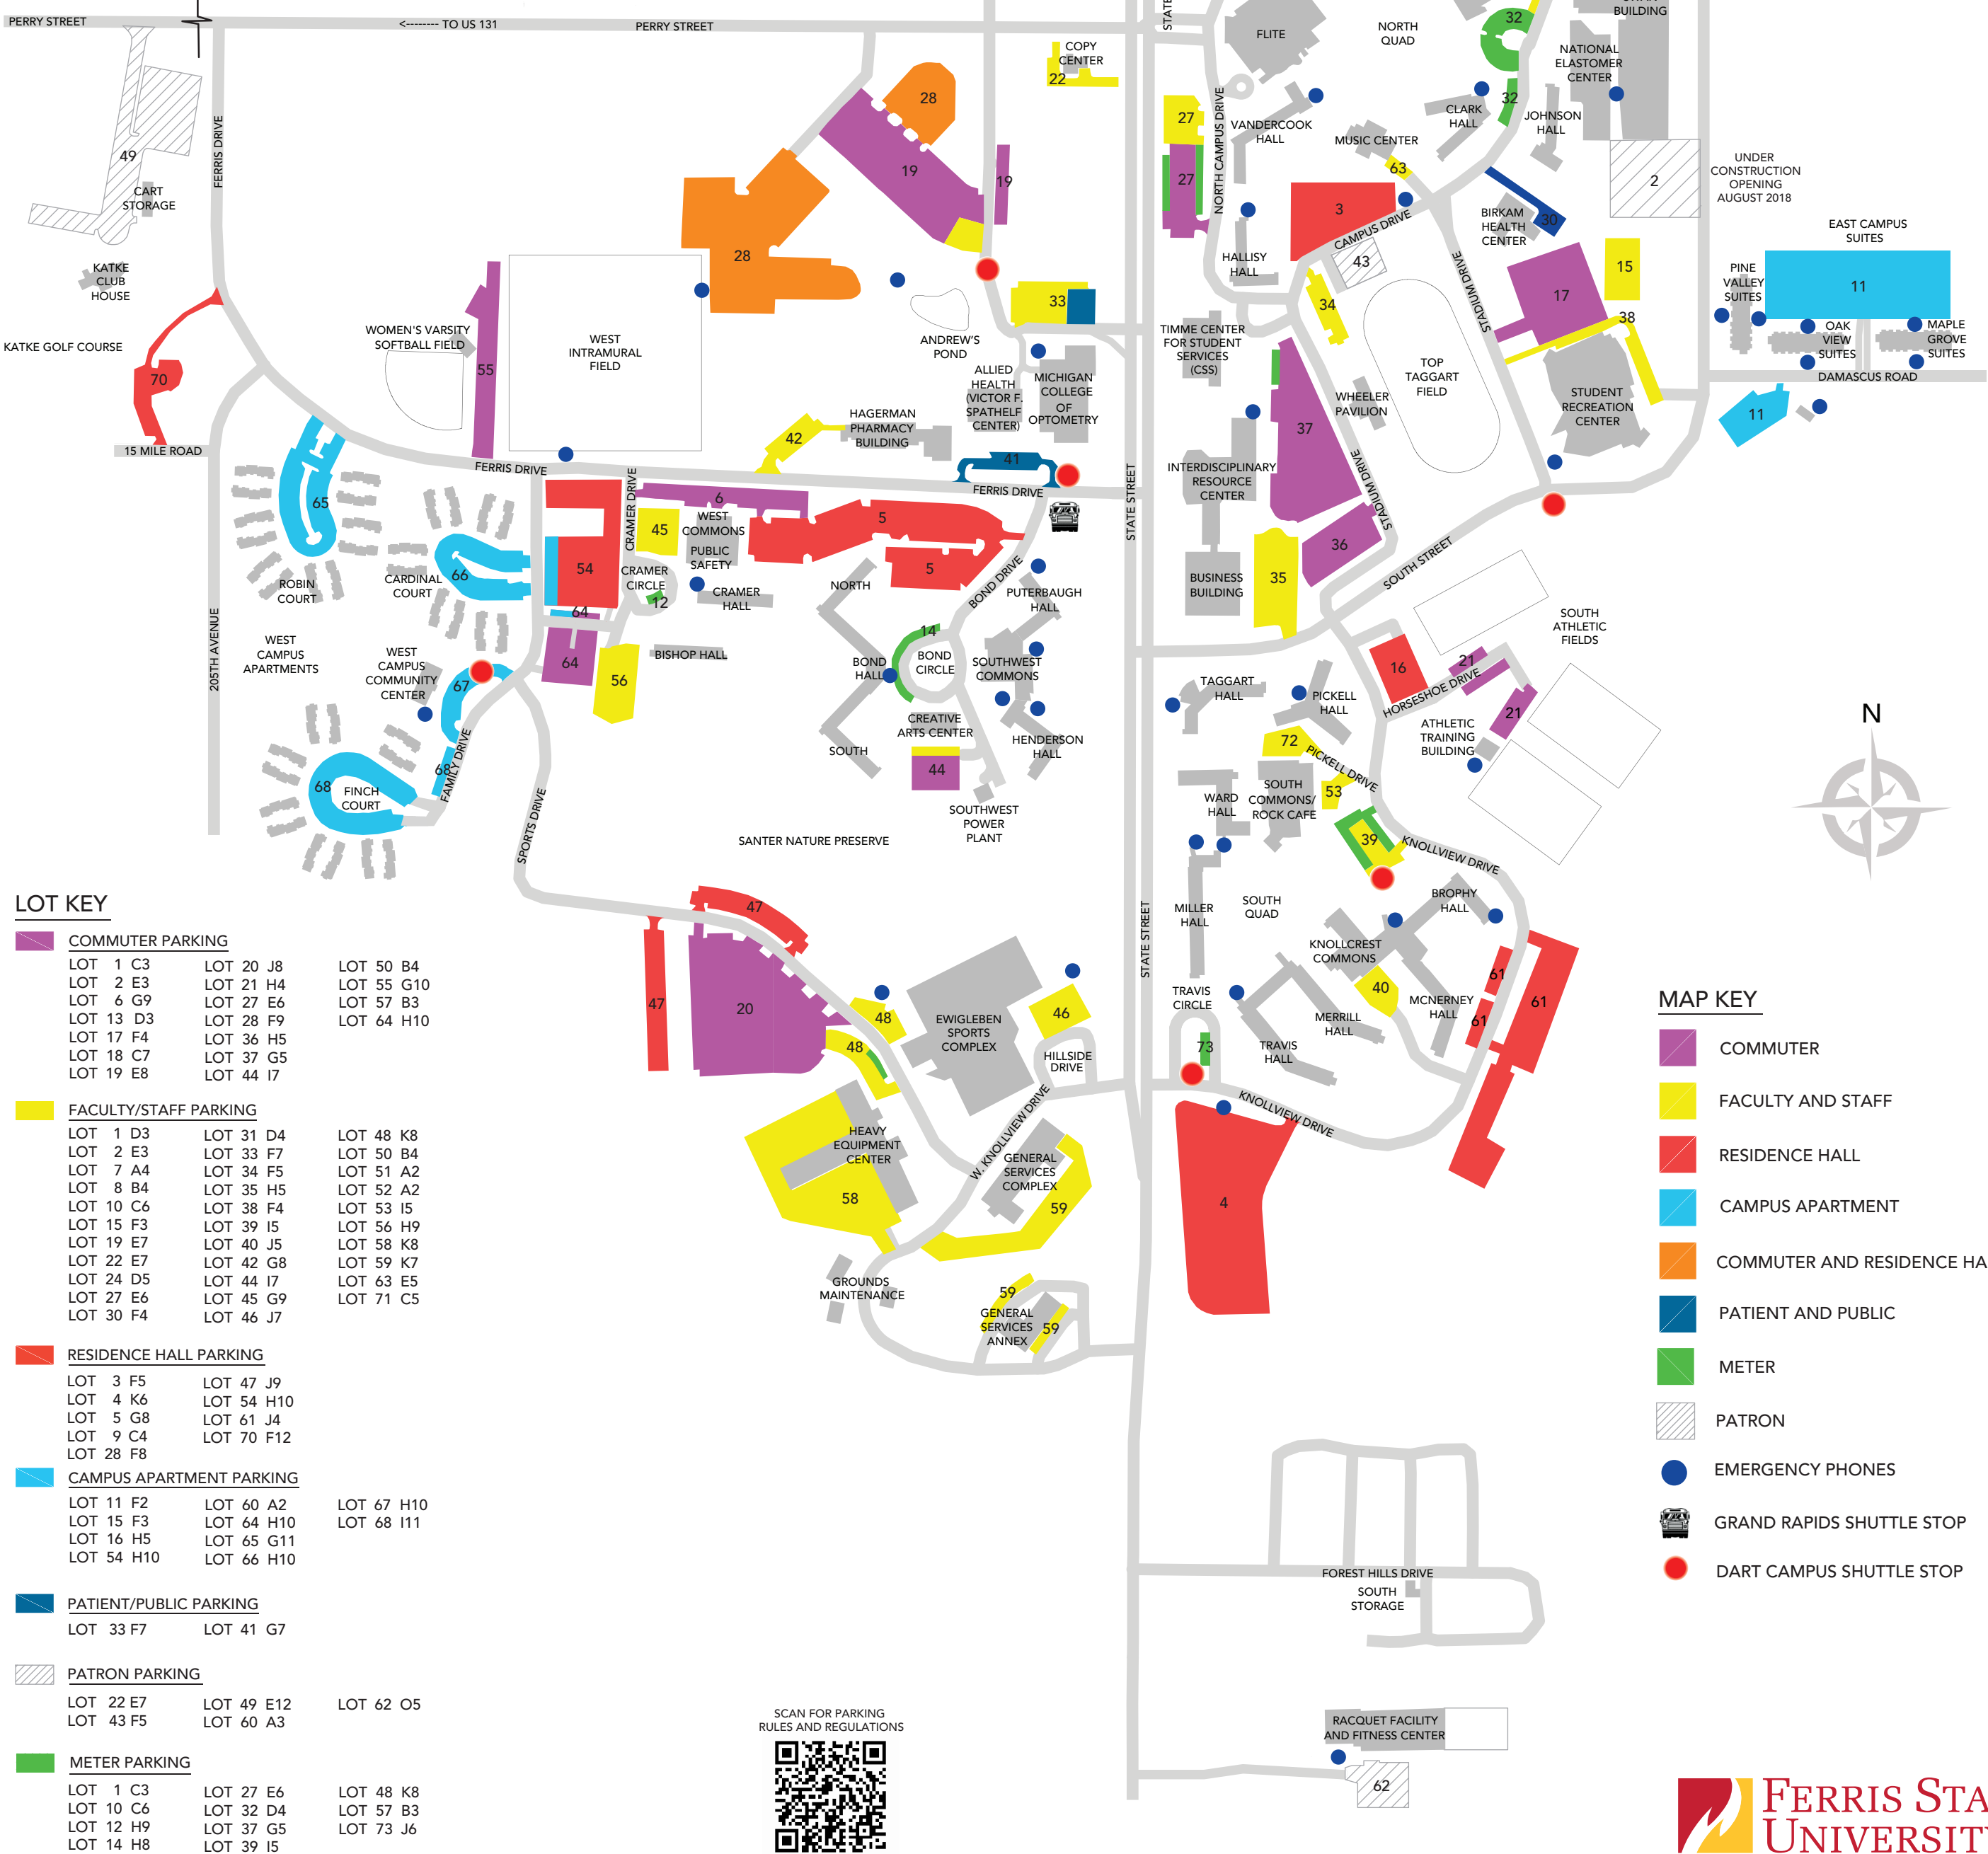 PERRY STREET
<-------- TO US 131
PERRY STREET
STATE
FLITE
NORTH
QUAD
32
BUILDING
COPY
CENTER
22
NATIONAL
ELASTOMER
CENTER
28
27
32
CLARK
HALL
JOHNSON
HALL
VANDERCOOK
HALL
MUSIC CENTER
NORTH CAMPUS DRIVE
FERRIS DRIVE
49
CART
STORAGE
19
19
27
63
2
UNDER
CONSTRUCTION
OPENING
AUGUST 2018
3
CAMPUS DRIVE
BIRKAM
HEALTH
CENTER
30
EAST CAMPUS
SUITES
KATKE
CLUB
HOUSE
28
HALLISY
HALL
43
STADIUM DRIVE
15
PINE
VALLEY
SUITES
11
17
33
34
38
WOMEN'S VARSITY
SOFTBALL FIELD
WEST
INTRAMURAL
FIELD
ANDREW'S
POND
TIMME CENTER
FOR STUDENT
SERVICES
(CSS)
TOP
TAGGART
FIELD
OAK
VIEW
SUITES
MAPLE
GROVE
SUITES
KATKE GOLF COURSE
70
55
ALLIED
HEALTH
(VICTOR F.
SPATHELF
CENTER)
MICHIGAN
COLLEGE
OF
OPTOMETRY
WHEELER
PAVILION
STUDENT
RECREATION
CENTER
DAMASCUS ROAD
11
HAGERMAN
PHARMACY
BUILDING
42
37
15 MILE ROAD
FERRIS DRIVE
41
FERRIS DRIVE
INTERDISCIPLINARY
RESOURCE
CENTER
STADIUM DRIVE
STATE STREET
65
CRAMER DRIVE
6
45
WEST
COMMONS
PUBLIC
SAFETY
5
5
36
SOUTH STREET
ROBIN
COURT
CARDINAL
COURT
66
54
CRAMER
CIRCLE
12
CRAMER
HALL
NORTH
BOND DRIVE
PUTERBAUGH
HALL
BUSINESS
BUILDING
35
SOUTH
ATHLETIC
FIELDS
205TH AVENUE
WEST
CAMPUS
APARTMENTS
WEST
CAMPUS
COMMUNITY
CENTER
64
64
56
BISHOP HALL
14
BOND
HALL
BOND
CIRCLE
SOUTHWEST
COMMONS
16
21
HORSESHOE DRIVE
21
67
TAGGART
HALL
PICKELL
HALL
ATHLETIC
TRAINING
BUILDING
N
CREATIVE
ARTS CENTER
SOUTH
HENDERSON
HALL
72
PICKELL DRIVE
44
68
68
FINCH
COURT
FAMILY DRIVE
SPORTS DRIVE
SOUTHWEST
POWER
PLANT
WARD
HALL
SOUTH
COMMONS/
ROCK CAFE
53
39
KNOLLVIEW DRIVE
SANTER NATURE PRESERVE
47
47
20
STATE STREET
MILLER
HALL
SOUTH
QUAD
BROPHY
HALL
KNOLLCREST
COMMONS
61
61
61
40
MCNERNEY
HALL
48
48
EWIGLEBEN
SPORTS
COMPLEX
46
HILLSIDE
DRIVE
TRAVIS
CIRCLE
73
TRAVIS
HALL
MERRILL
HALL
KNOLLVIEW DRIVE
W. KNOLLVIEW DRIVE
HEAVY
EQUIPMENT
CENTER
58
GENERAL
SERVICES
COMPLEX
59
4
GROUNDS
MAINTENANCE
59
GENERAL
SERVICES
ANNEX
59
FOREST HILLS DRIVE
SOUTH
STORAGE
RACQUET FACILITY
AND FITNESS CENTER
62
LOT KEY
COMMUTER PARKING
LOT 1 C3
LOT 2 E3
LOT 6 G9
LOT 13 D3
LOT 17 F4
LOT 18 C7
LOT 19 E8
LOT 20 J8
LOT 21 H4
LOT 27 E6
LOT 28 F9
LOT 36 H5
LOT 37 G5
LOT 44 I7
LOT 50 B4
LOT 55 G10
LOT 57 B3
LOT 64 H10
FACULTY/STAFF PARKING
LOT 1 D3
LOT 2 E3
LOT 7 A4
LOT 8 B4
LOT 10 C6
LOT 15 F3
LOT 19 E7
LOT 22 E7
LOT 24 D5
LOT 27 E6
LOT 30 F4
LOT 31 D4
LOT 33 F7
LOT 34 F5
LOT 35 H5
LOT 38 F4
LOT 39 I5
LOT 40 J5
LOT 42 G8
LOT 44 I7
LOT 45 G9
LOT 46 J7
LOT 48 K8
LOT 50 B4
LOT 51 A2
LOT 52 A2
LOT 53 I5
LOT 56 H9
LOT 58 K8
LOT 59 K7
LOT 63 E5
LOT 71 C5
RESIDENCE HALL PARKING
LOT 3 F5
LOT 4 K6
LOT 5 G8
LOT 9 C4
LOT 28 F8
LOT 47 J9
LOT 54 H10
LOT 61 J4
LOT 70 F12
CAMPUS APARTMENT PARKING
LOT 11 F2
LOT 15 F3
LOT 16 H5
LOT 54 H10
LOT 60 A2
LOT 64 H10
LOT 65 G11
LOT 66 H10
LOT 67 H10
LOT 68 I11
PATIENT/PUBLIC PARKING
LOT 33 F7
LOT 41 G7
PATRON PARKING
LOT 22 E7
LOT 43 F5
LOT 49 E12
LOT 60 A3
LOT 62 O5
METER PARKING
LOT 1 C3
LOT 10 C6
LOT 12 H9
LOT 14 H8
LOT 27 E6
LOT 32 D4
LOT 37 G5
LOT 39 I5
LOT 48 K8
LOT 57 B3
LOT 73 J6
SCAN FOR PARKING
RULES AND REGULATIONS
MAP KEY
COMMUTER
FACULTY AND STAFF
RESIDENCE HALL
CAMPUS APARTMENT
COMMUTER AND RESIDENCE HA
PATIENT AND PUBLIC
METER
PATRON
EMERGENCY PHONES
GRAND RAPIDS SHUTTLE STOP
DART CAMPUS SHUTTLE STOP
FERRIS STA
UNIVERSIT